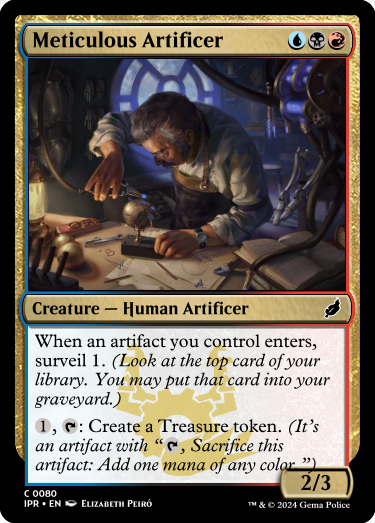 Meticulous Artificer
Creature — Human Artificer
When an artifact you control enters,
surveil 1. (Look at the top card of your
library. You may put that card into your
graveyard.)
1, : Create a Treasure token. (It's
an artifact with “ , Sacrifice this
artifact: Add one mana of any color.”)
2/3
C 0080
IPR • EN Elizabeth Peiró
™ & © 2024 Gema Police